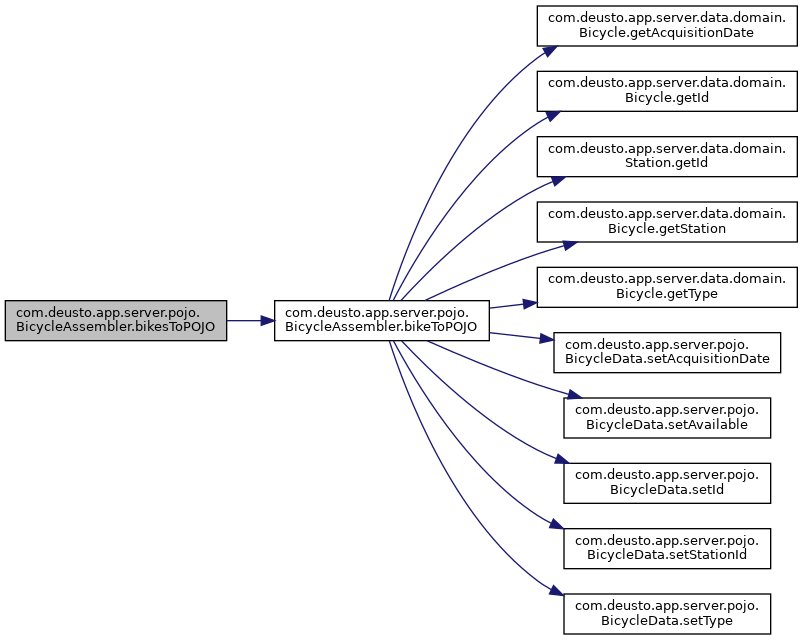 com.deusto.app.server.pojo.
BicycleAssembler.bikesToPOJO
com.deusto.app.server.pojo.
BicycleAssembler.bikeToPOJO
com.deusto.app.server.data.domain.
Bicycle.getAcquisitionDate
com.deusto.app.server.data.domain.
Bicycle.getId
com.deusto.app.server.data.domain.
Station.getId
com.deusto.app.server.data.domain.
Bicycle.getStation
com.deusto.app.server.data.domain.
Bicycle.getType
com.deusto.app.server.pojo.
BicycleData.setAcquisitionDate
com.deusto.app.server.pojo.
BicycleData.setAvailable
com.deusto.app.server.pojo.
BicycleData.setId
com.deusto.app.server.pojo.
BicycleData.setStationId
com.deusto.app.server.pojo.
BicycleData.setType